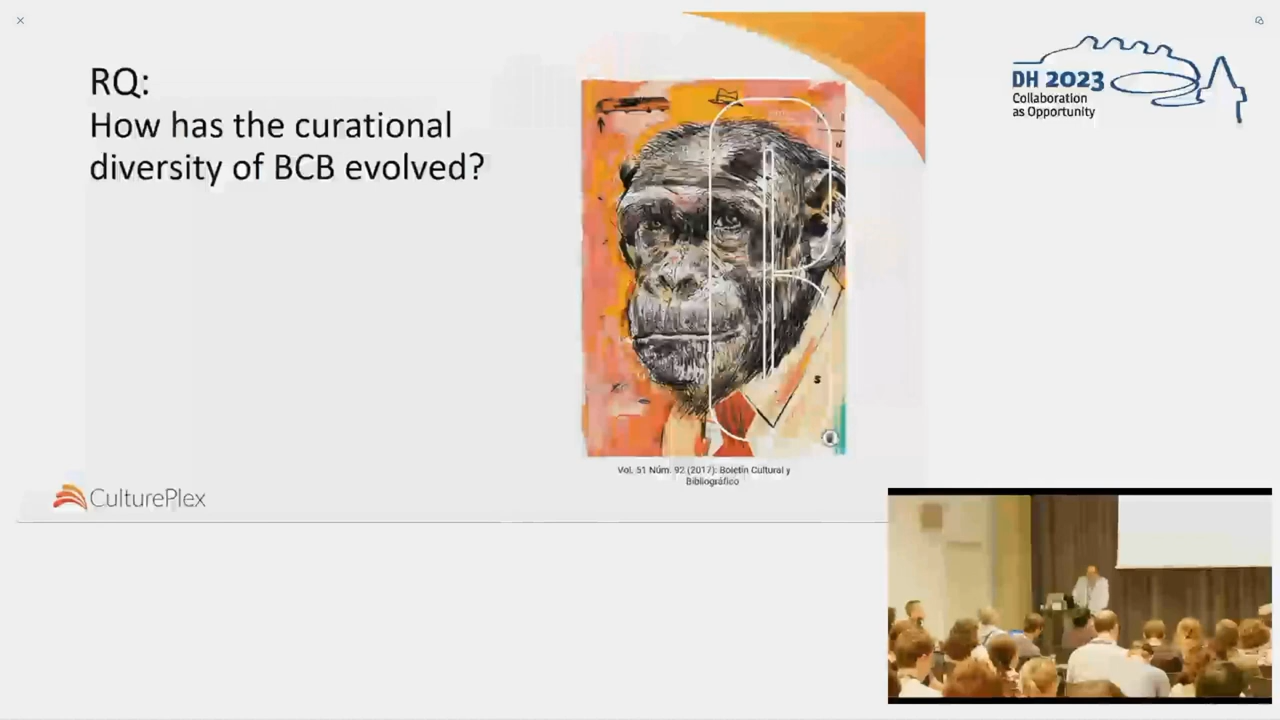 RQ:
How has the curational
diversity of BCB evolved?
Vol. 51 Núm. 92 (2017): Boletín Cultural y
Bibliográfico
CulturePlex
DH 2023
Collaboration
as Opportunity